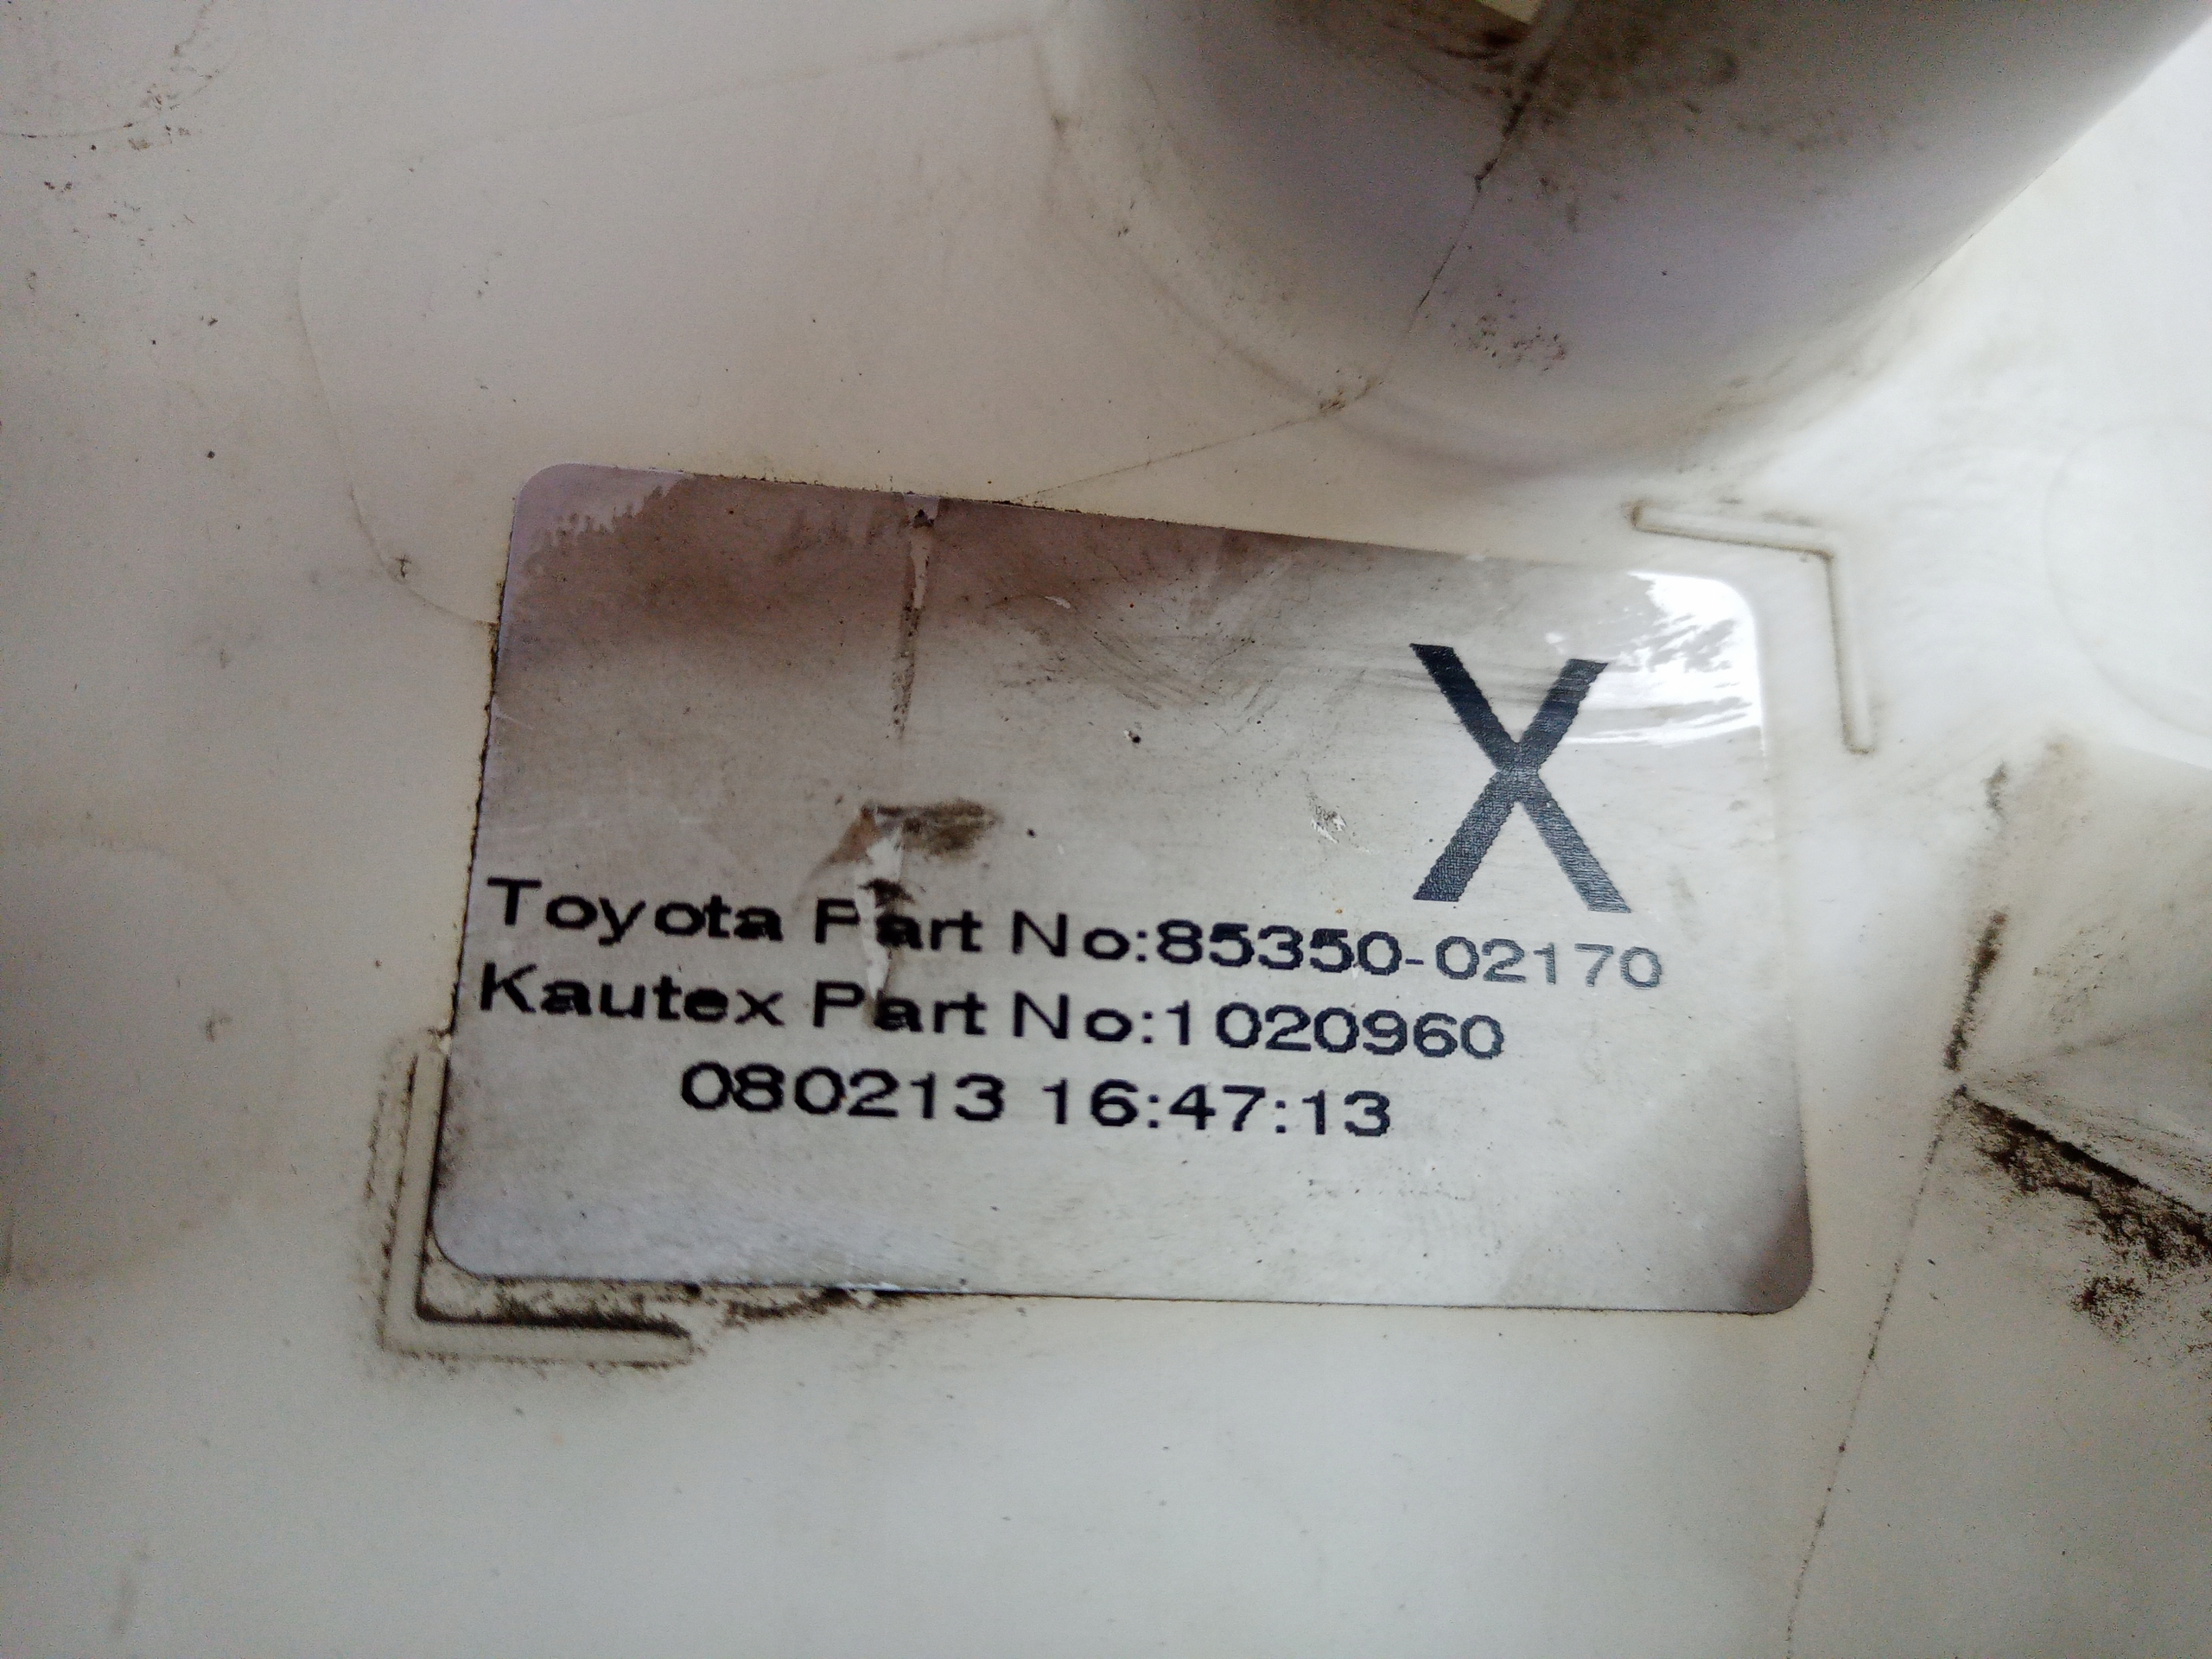 X
Toyota Part No:85350-02170
Kautex Part No:1020960
080213 16:47:13